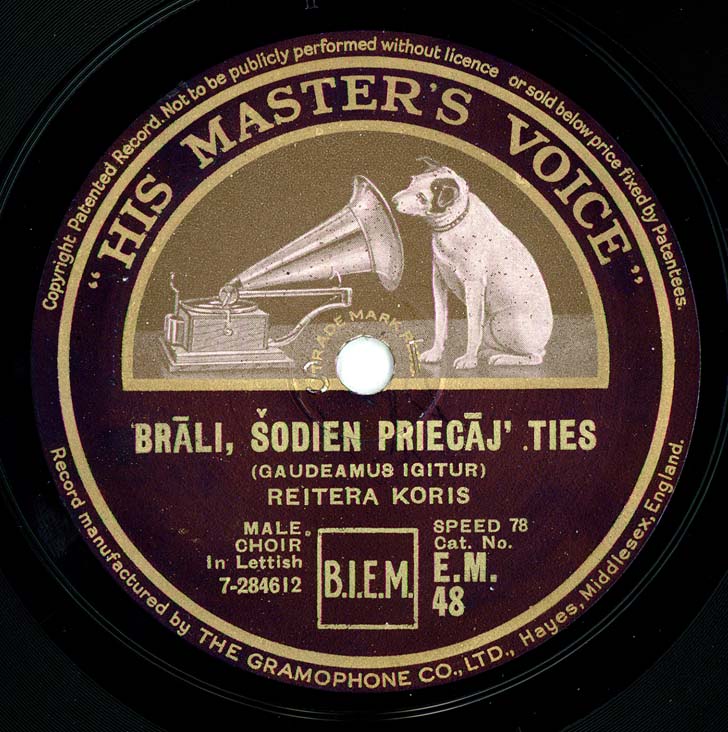 Copyright Patented Record. Not to be publicly performed without licence or sold below price fixed by Patentees.
"HIS MASTER'S VOICE"
TRADE MARK
BRĀLI, ŠODIEN PRIECĀJ' TIES
(GAUDEAMUS IGITUR)
REITERA KORIS
MALE
CHOIR
In Lettish
7-284612
B.I.E.M.
SPEED 78
Cat. No.
E.M.
48
Record manufactured by THE GRAMOPHONE CO., LTD., Hayes, Middlesex, England.